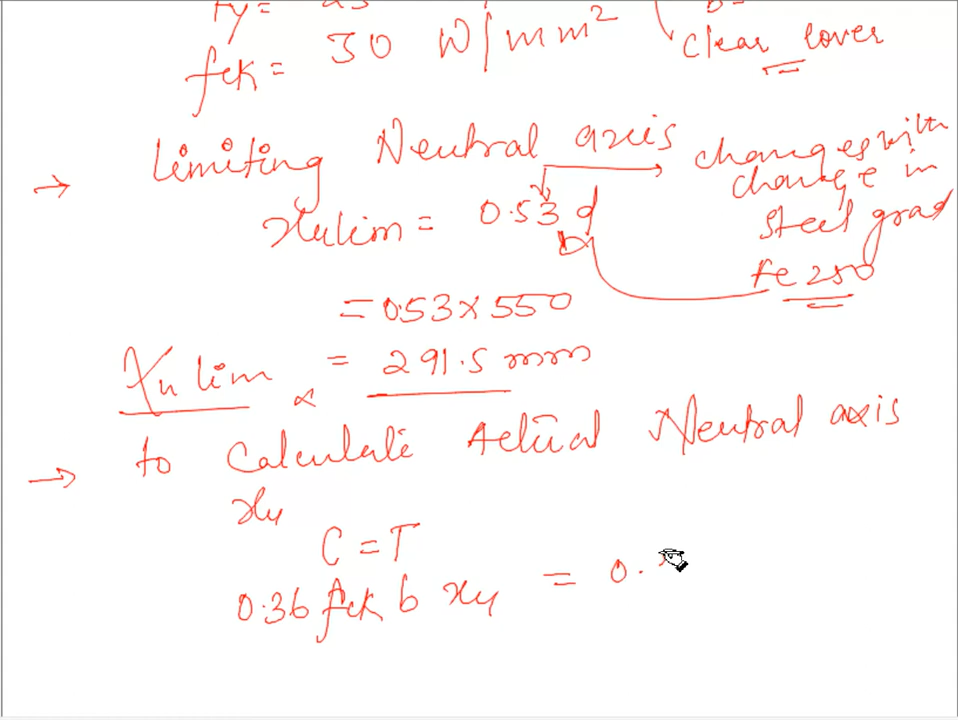 fck = 30 N/mm²
clear cover
→ Limiting Neutral axis → changes with
change in
steel grad
xulim = 0.53 d
Fe 250
= 0.53 x 550
Xu lim = 291.5 mm
→ to Calculate Actual Neutral axis
xu
C = T
0.36 fck b xu = 0.